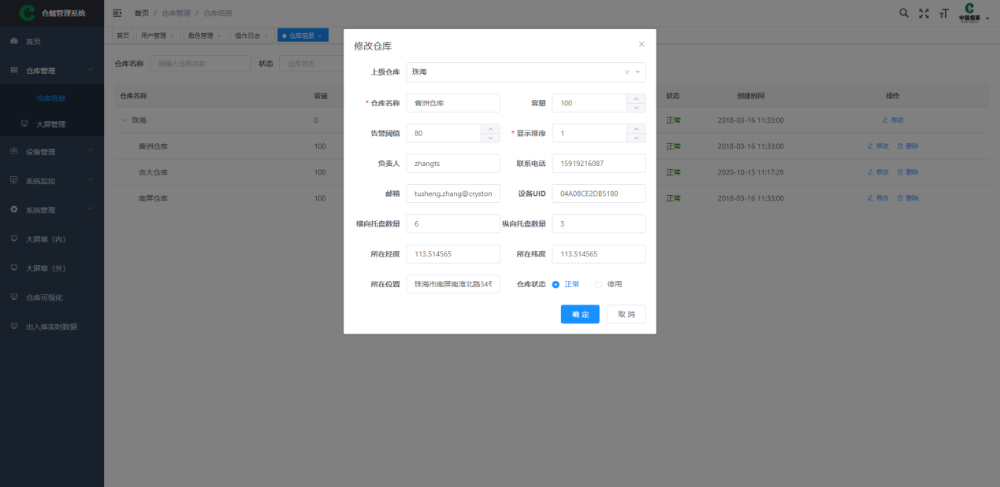 仓储管理系统
首页 / 仓库管理 / 仓库信息
中国烟草
首页
用户管理 ×
角色管理 ×
操作日志 ×
仓库信息 ×
首页
仓库管理
仓库信息
大屏管理
设备管理
系统监控
系统管理
大屏幕（内）
大屏幕（外）
仓库可视化
出入库实时数据
仓库名称 请输入仓库名称 状态 仓库状态
仓库名称 容量 状态 创建时间 操作
珠海 0 正常 2018-03-16 11:33:00 修改
香洲仓库 100 正常 2018-03-16 11:33:00 修改 删除
吉大仓库 100 正常 2020-10-13 11:17:20 修改 删除
南屏仓库 100 正常 2018-03-16 11:33:00 修改 删除
修改仓库 ×
上级仓库 珠海 ×
* 仓库名称 香洲仓库 容量 100
告警阈值 80 * 显示排序 1
负责人 zhangts 联系电话 15919216087
邮箱 tusheng.zhang@cryston 设备UID 04A08CE2DB5180
横向托盘数量 6 纵向托盘数量 3
所在经度 113.514565 所在纬度 113.514565
所在位置 珠海市南屏南湾北路34号 仓库状态 正常 停用
确 定 取 消